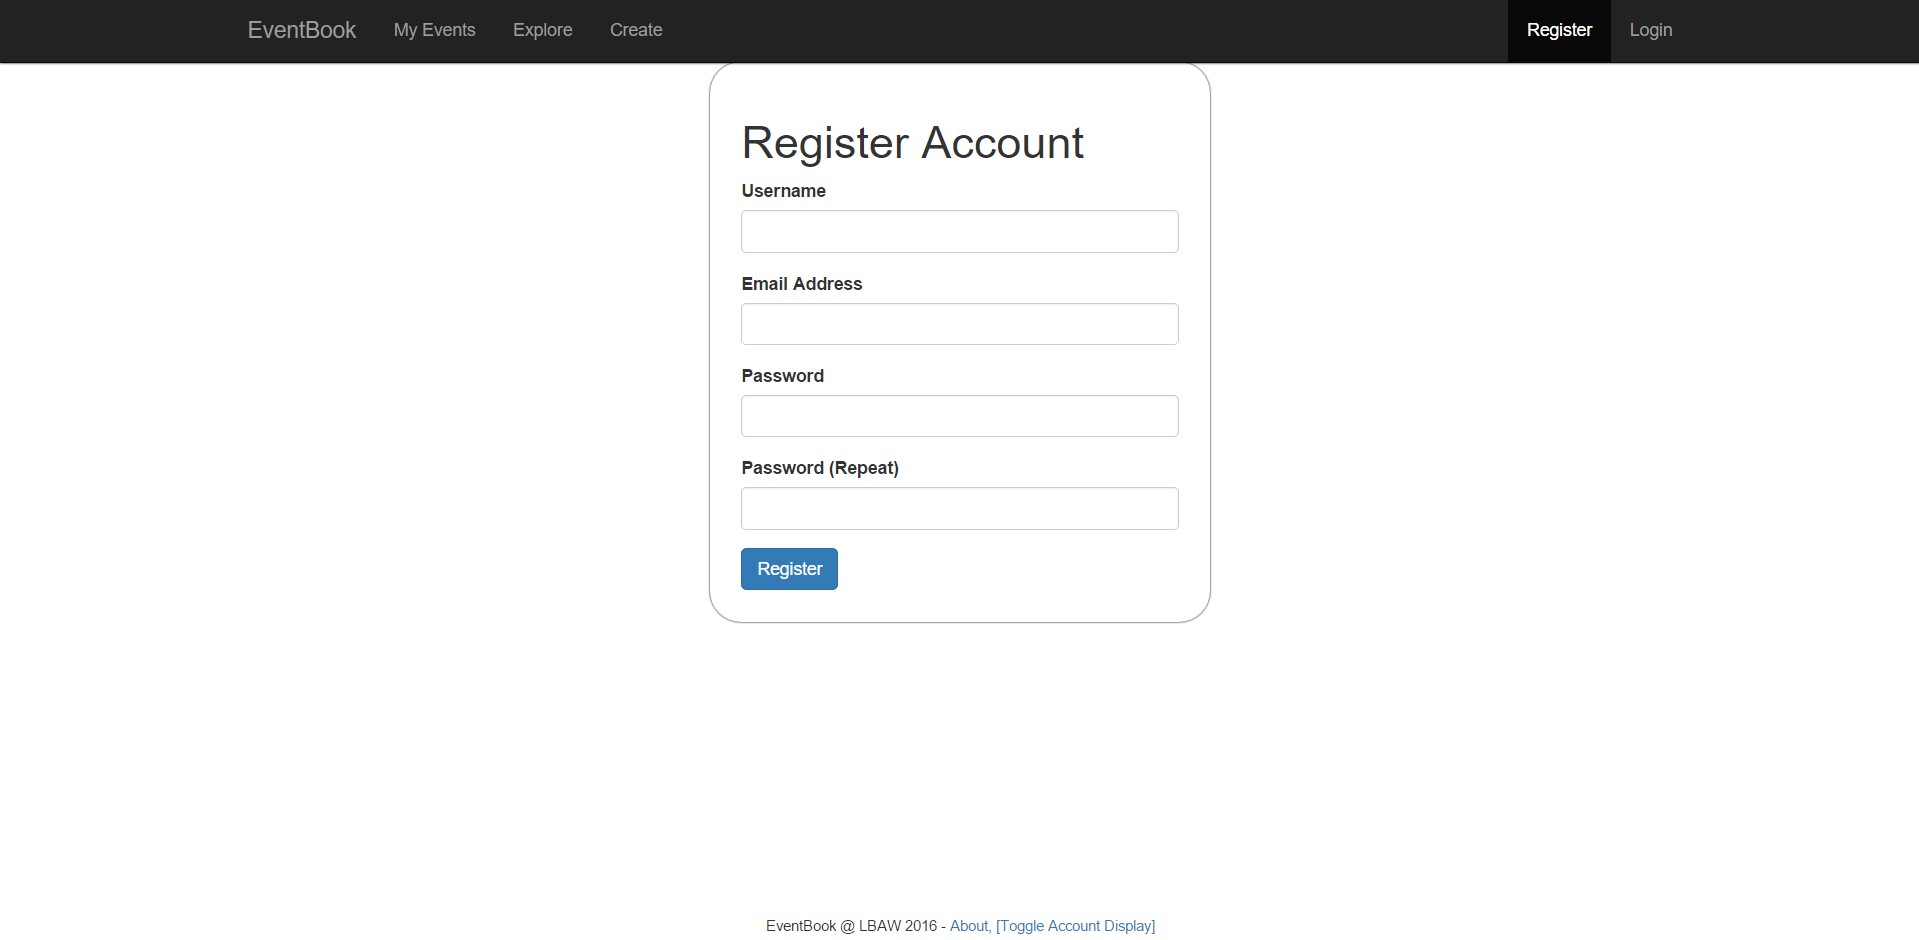 EventBook My Events Explore Create Register Login
Register Account
Username
Email Address
Password
Password (Repeat)
Register
EventBook @ LBAW 2016 - About, [Toggle Account Display]